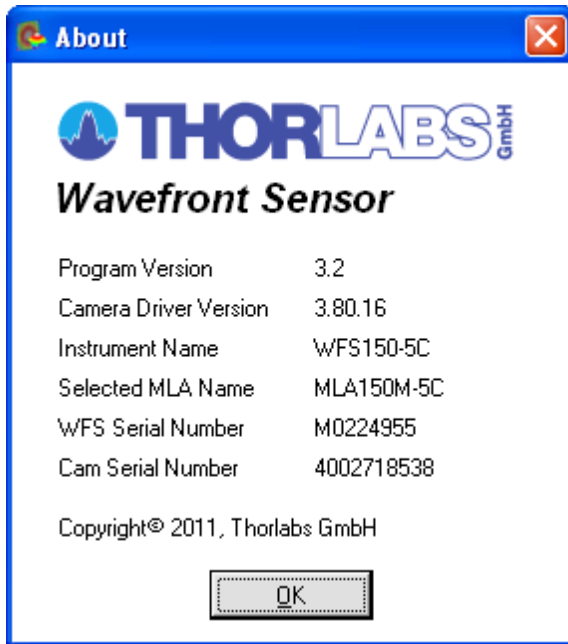 About
THORLABS GmbH
Wavefront Sensor
Program Version 3.2
Camera Driver Version 3.80.16
Instrument Name WFS150-5C
Selected MLA Name MLA150M-5C
WFS Serial Number M0224955
Cam Serial Number 4002718538
Copyright© 2011, Thorlabs GmbH
OK